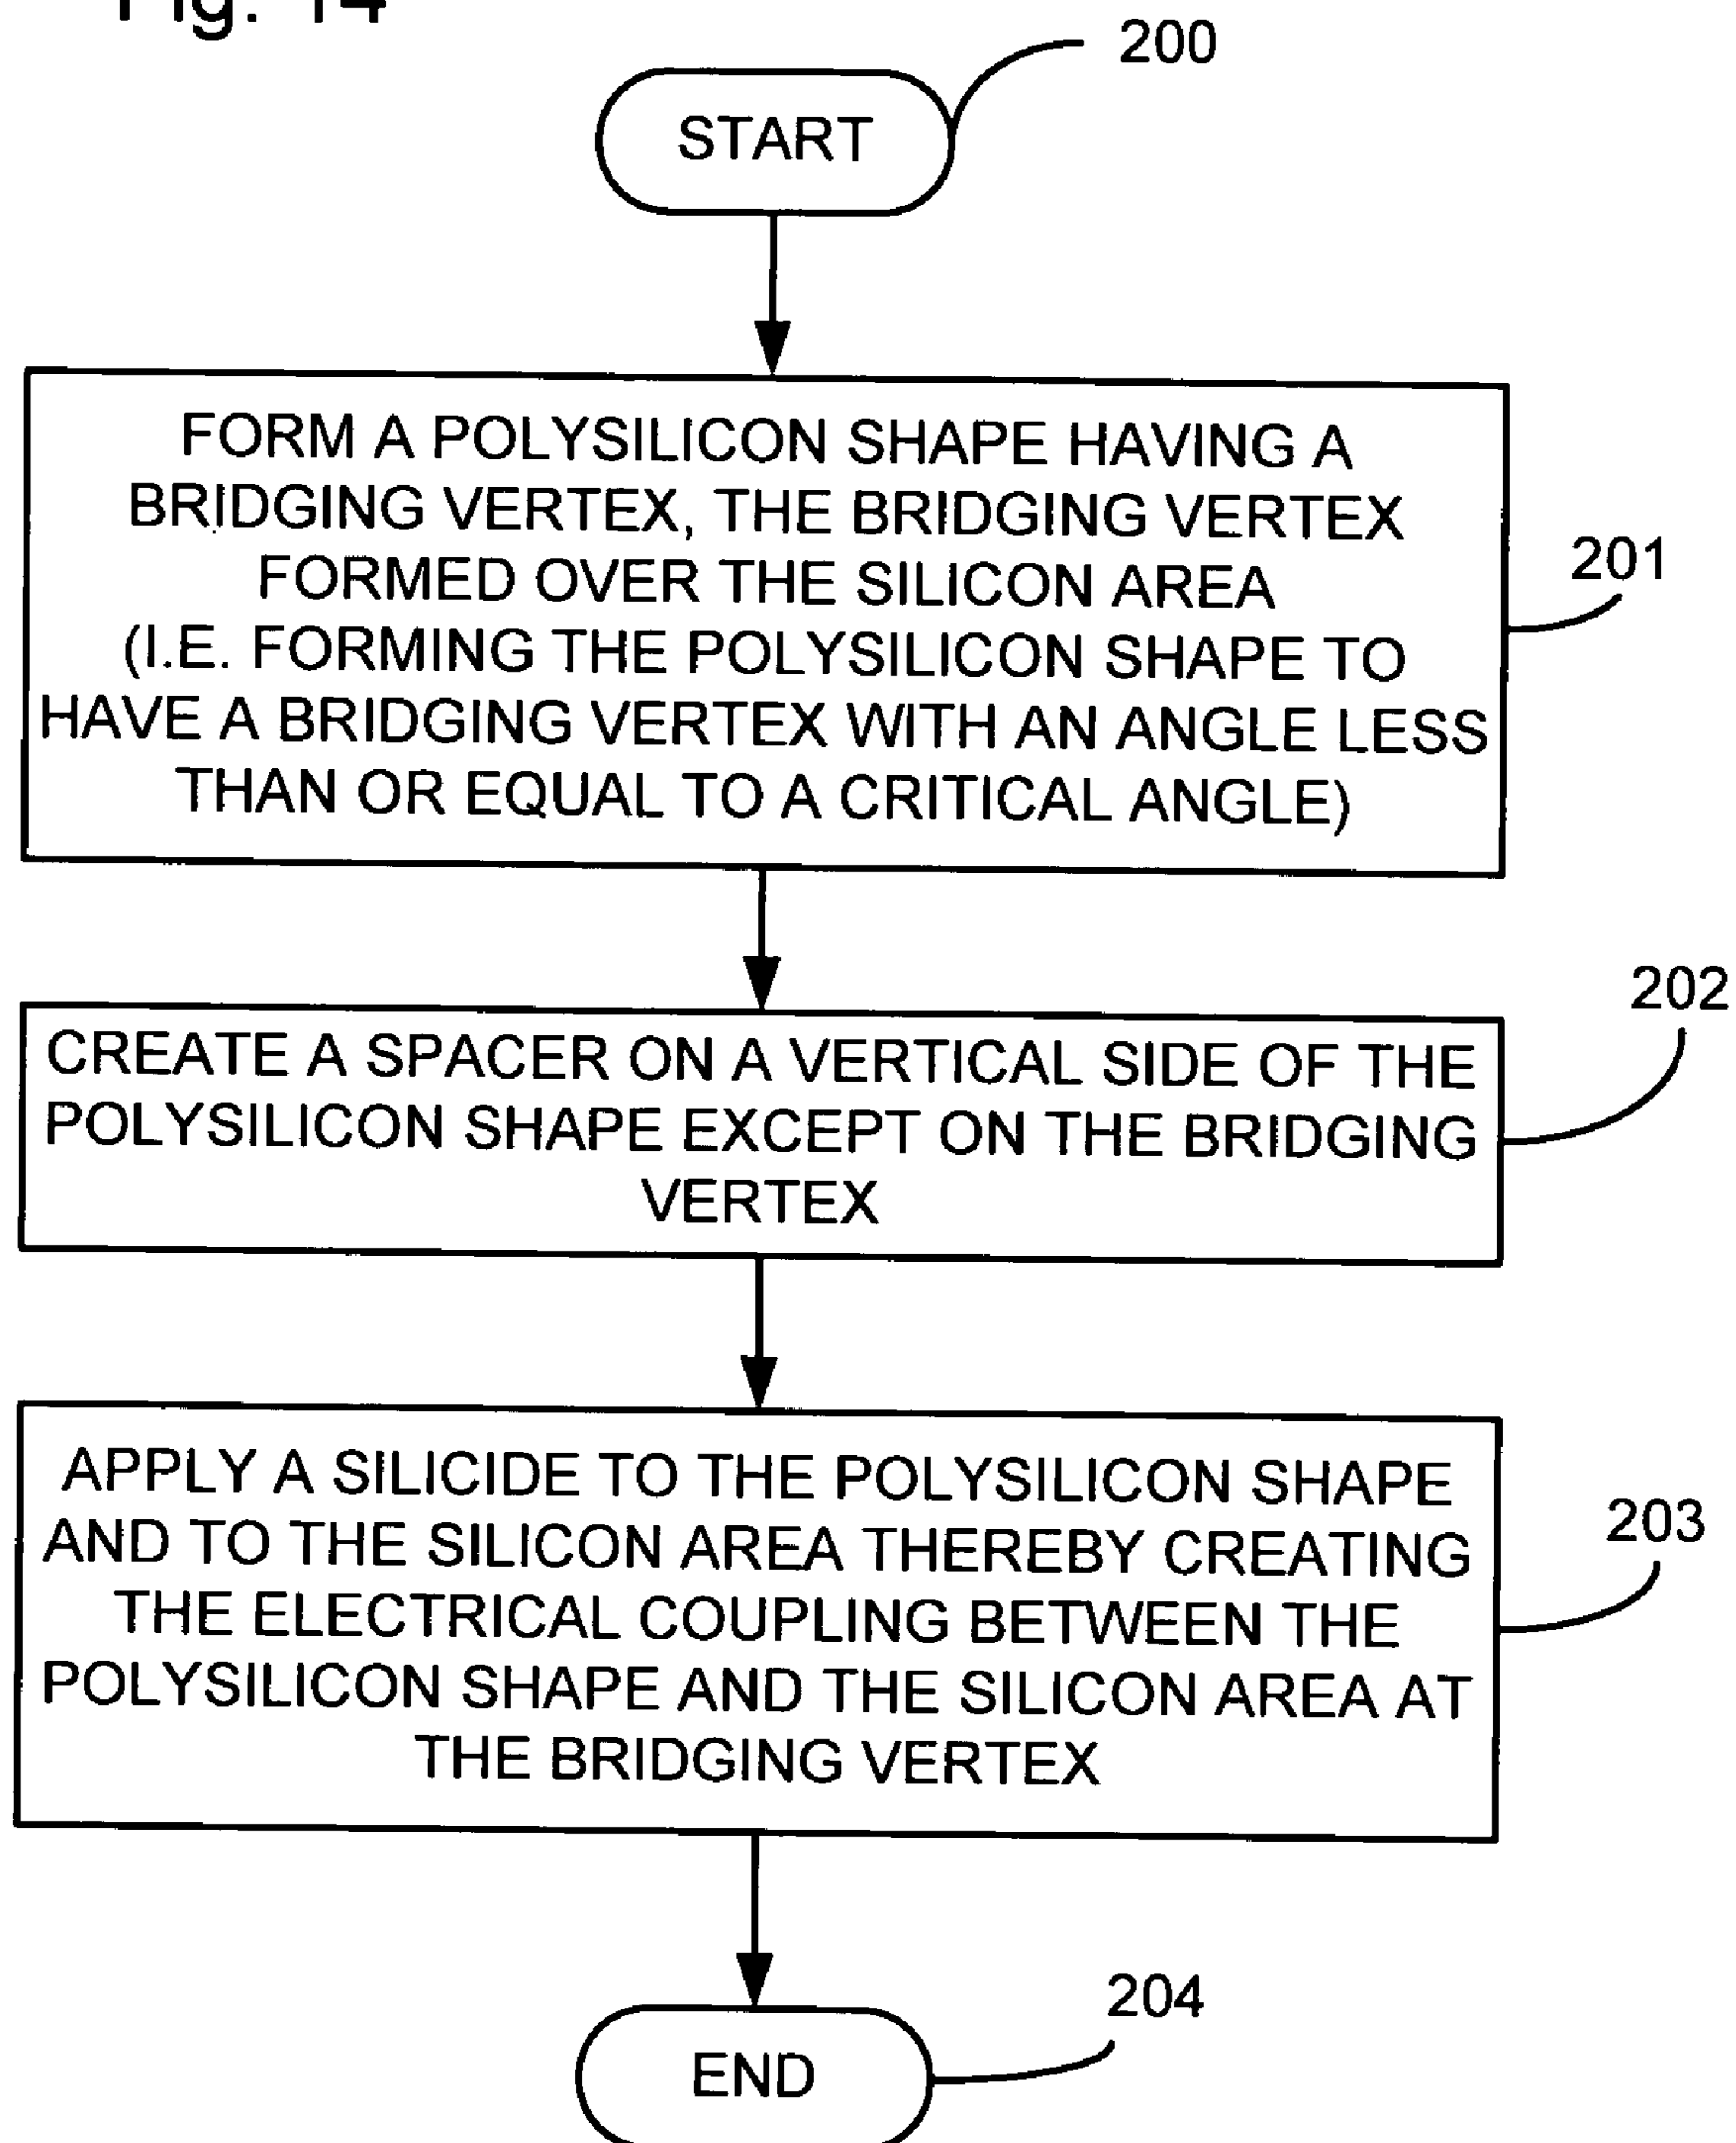 Fig. 14
200
START
FORM A POLYSILICON SHAPE HAVING A
BRIDGING VERTEX, THE BRIDGING VERTEX
FORMED OVER THE SILICON AREA
(I.E. FORMING THE POLYSILICON SHAPE TO
HAVE A BRIDGING VERTEX WITH AN ANGLE LESS
THAN OR EQUAL TO A CRITICAL ANGLE)
201
202
CREATE A SPACER ON A VERTICAL SIDE OF THE
POLYSILICON SHAPE EXCEPT ON THE BRIDGING
VERTEX
APPLY A SILICIDE TO THE POLYSILICON SHAPE
AND TO THE SILICON AREA THEREBY CREATING
THE ELECTRICAL COUPLING BETWEEN THE
POLYSILICON SHAPE AND THE SILICON AREA AT
THE BRIDGING VERTEX
203
204
END